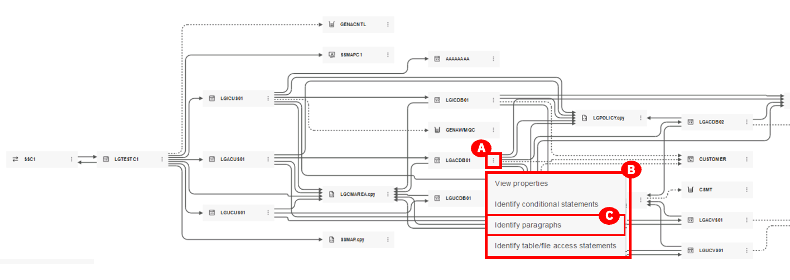 GENACNTL
SSMAPC1
AAAAAAAA
LGICUS01
LGICDB01
GENAWMQC
LGPOLICY.cpy
LGACDB02
A
SSC1
LGTESTC1
LGACUS01
LGACDB01
CUSTOMER
B
View properties
LGCMAREA.cpy
LGUCDB01
Identify conditional statements
CSMT
C
LGUCUS01
Identify paragraphs
LGACVS01
SSMAP.cpy
Identify table/file access statements
LGUCVS01